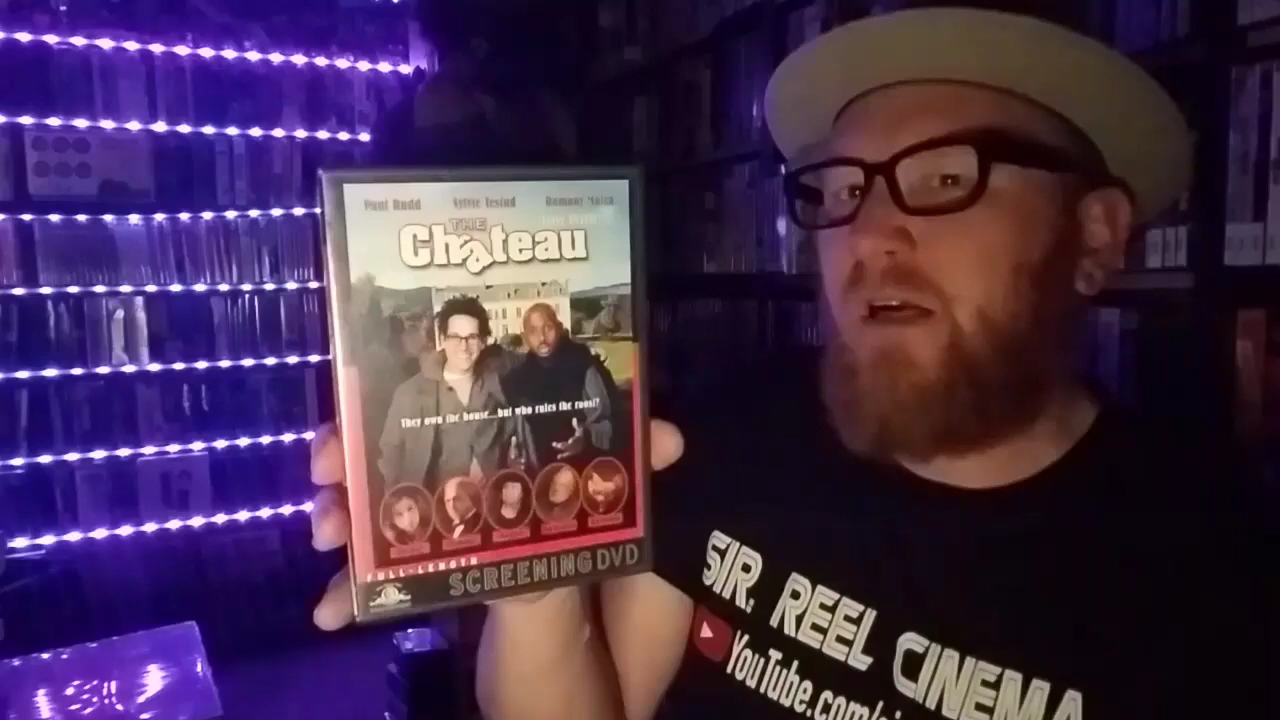 Paul Rudd Sylvie Testud Romany Malco
THE
Chateau
They own the house...but who rules the roost?
FULL-LENGTH
SCREENING DVD
SIR. REEL CINEMA
YouTube.com/